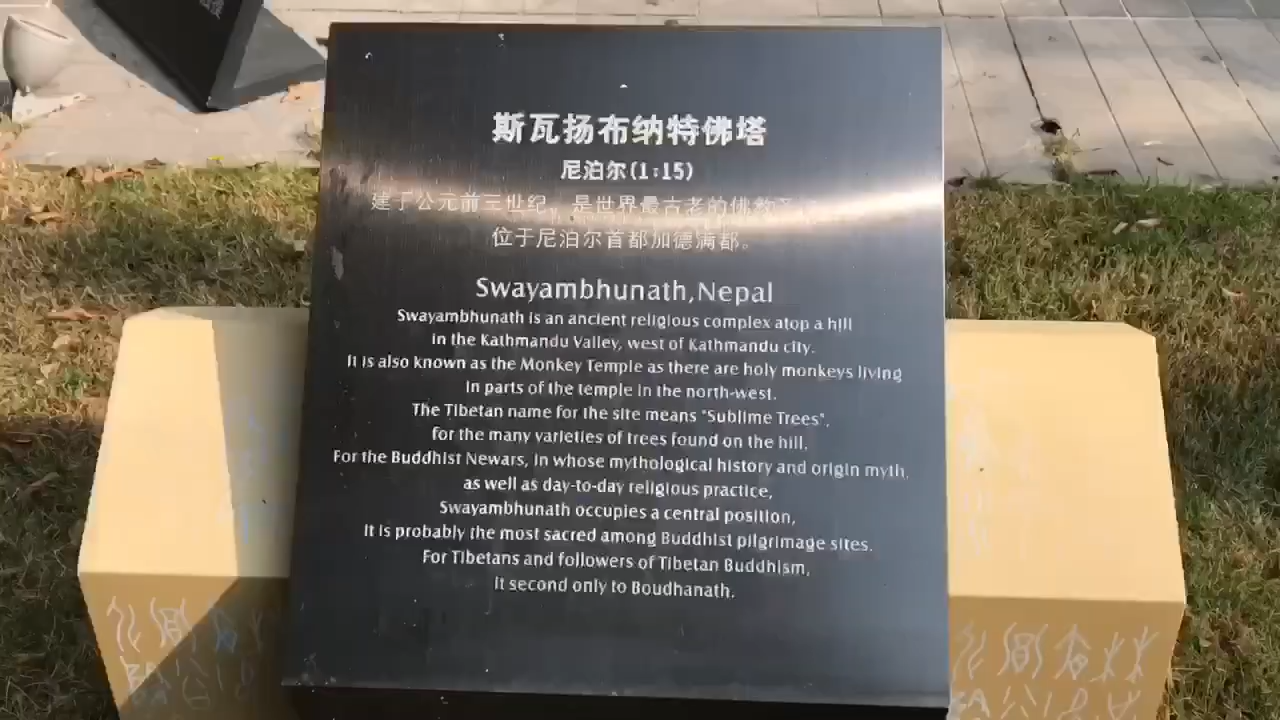 斯瓦扬布纳特佛塔
尼泊尔(1:15)
建于公元前三世纪，是世界最古老的佛教圣
位于尼泊尔首都加德满都。
Swayambhunath,Nepal
Swayambhunath is an ancient religious complex atop a hill
in the Kathmandu Valley, west of Kathmandu city.
It is also known as the Monkey Temple as there are holy monkeys living
in parts of the temple in the north-west.
The Tibetan name for the site means "Sublime Trees",
for the many varieties of trees found on the hill.
For the Buddhist Newars, in whose mythological history and origin myth,
as well as day-to-day religious practice,
Swayambhunath occupies a central position,
It is probably the most sacred among Buddhist pilgrimage sites.
For Tibetans and followers of Tibetan Buddhism,
it second only to Boudhanath.